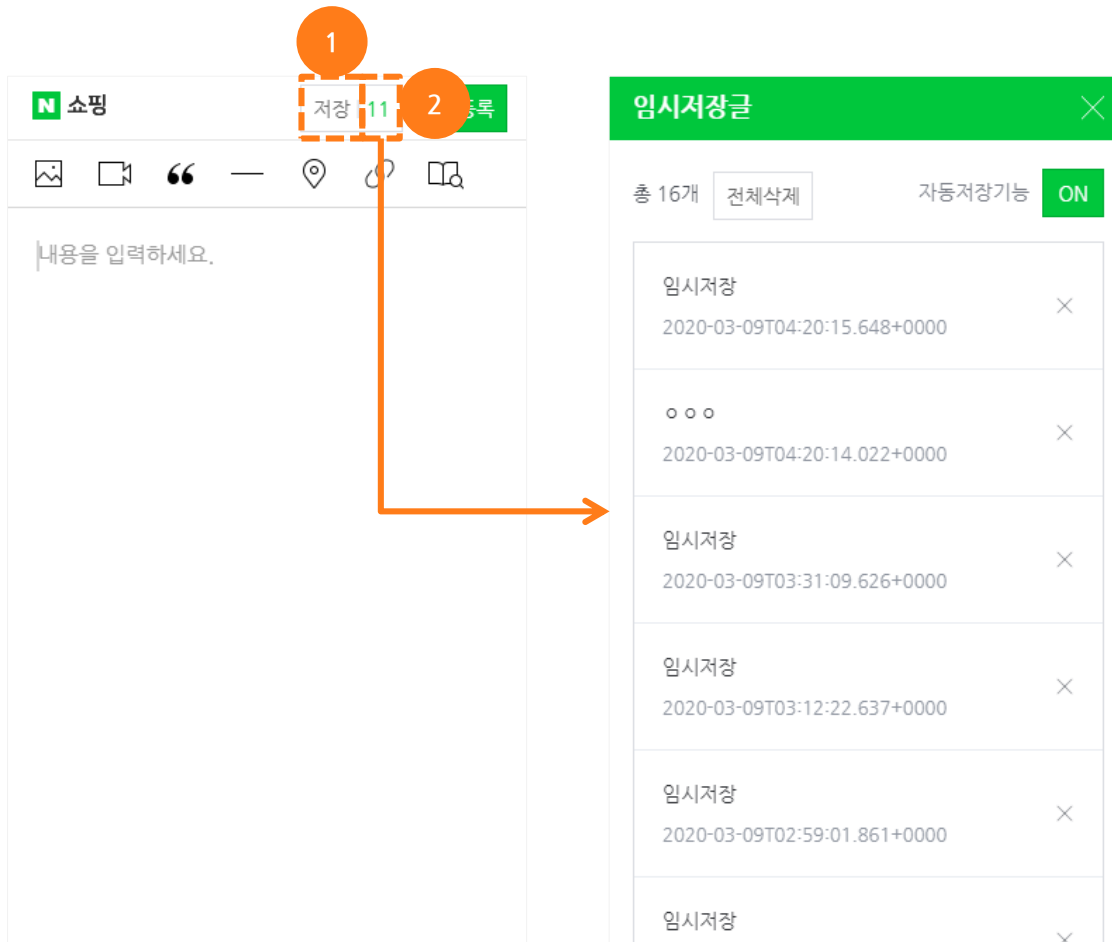 1
N 쇼핑
저장 11
2
내용을 입력하세요.
임시저장글
총 16개 전체삭제 자동저장기능 ON
임시저장
2020-03-09T04:20:15.648+0000
ㅇㅇㅇ
2020-03-09T04:20:14.022+0000
임시저장
2020-03-09T03:31:09.626+0000
임시저장
2020-03-09T03:12:22.637+0000
임시저장
2020-03-09T02:59:01.861+0000
임시저장